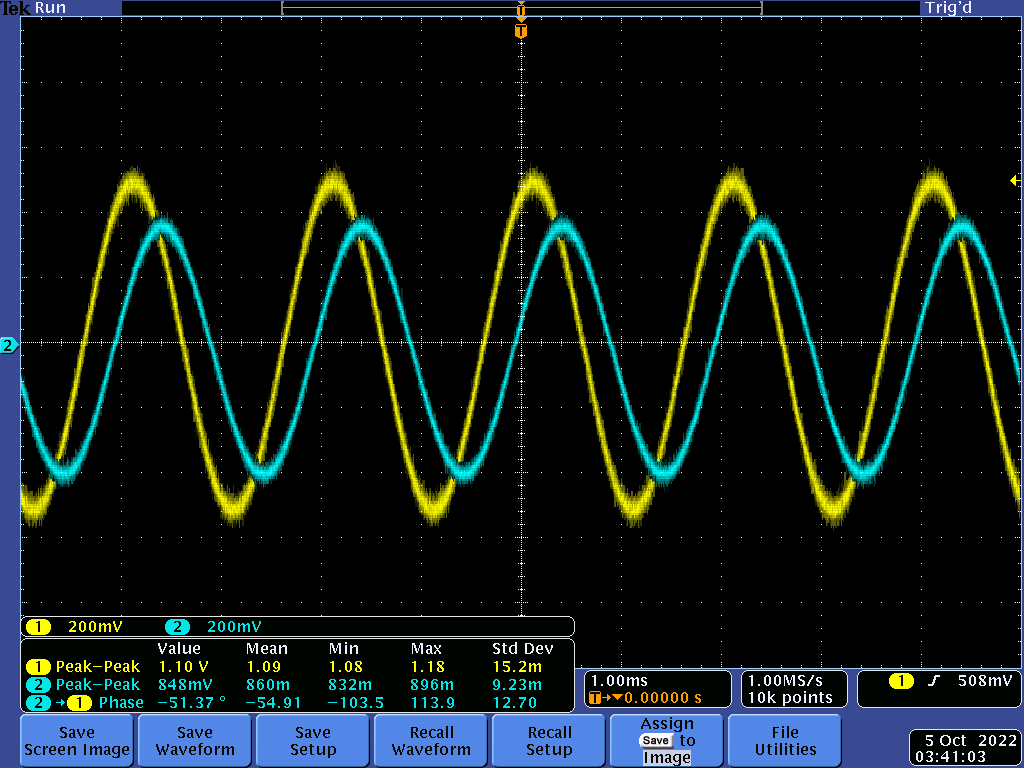 Tek Run Trig'd
T
T
2
1 200mV 2 200mV
Value Mean Min Max Std Dev
1 Peak-Peak 1.10 V 1.09 1.08 1.18 15.2m
2 Peak-Peak 848mV 860m 832m 896m 9.23m
2 →1 Phase -51.37 ° -54.91 -103.5 113.9 12.70
1.00ms
T→▼0.00000 s
1.00MS/s
10k points
1 508mV
Save
Screen Image
Save
Waveform
Save
Setup
Recall
Waveform
Recall
Setup
Assign
Save to
Image
File
Utilities
5 Oct 2022
03:41:03